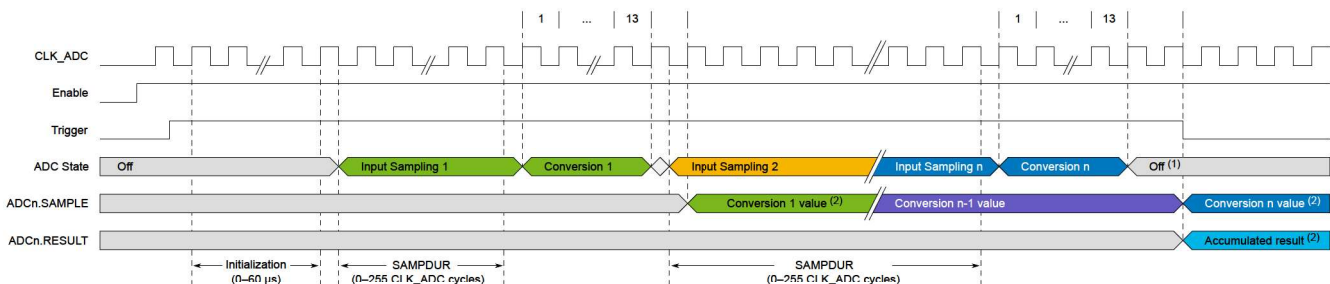 1 ... 13 1 ... 13
CLK_ADC
Enable
Trigger
ADC State Off Input Sampling 1 Conversion 1 Input Sampling 2 Input Sampling n Conversion n Off (1)
ADCn.SAMPLE Conversion 1 value (2) Conversion n-1 value Conversion n value (2)
ADCn.RESULT Accumulated result (2)
Initialization SAMPDUR SAMPDUR
(0–60 µs) (0–255 CLK_ADC cycles) (0–255 CLK_ADC cycles)